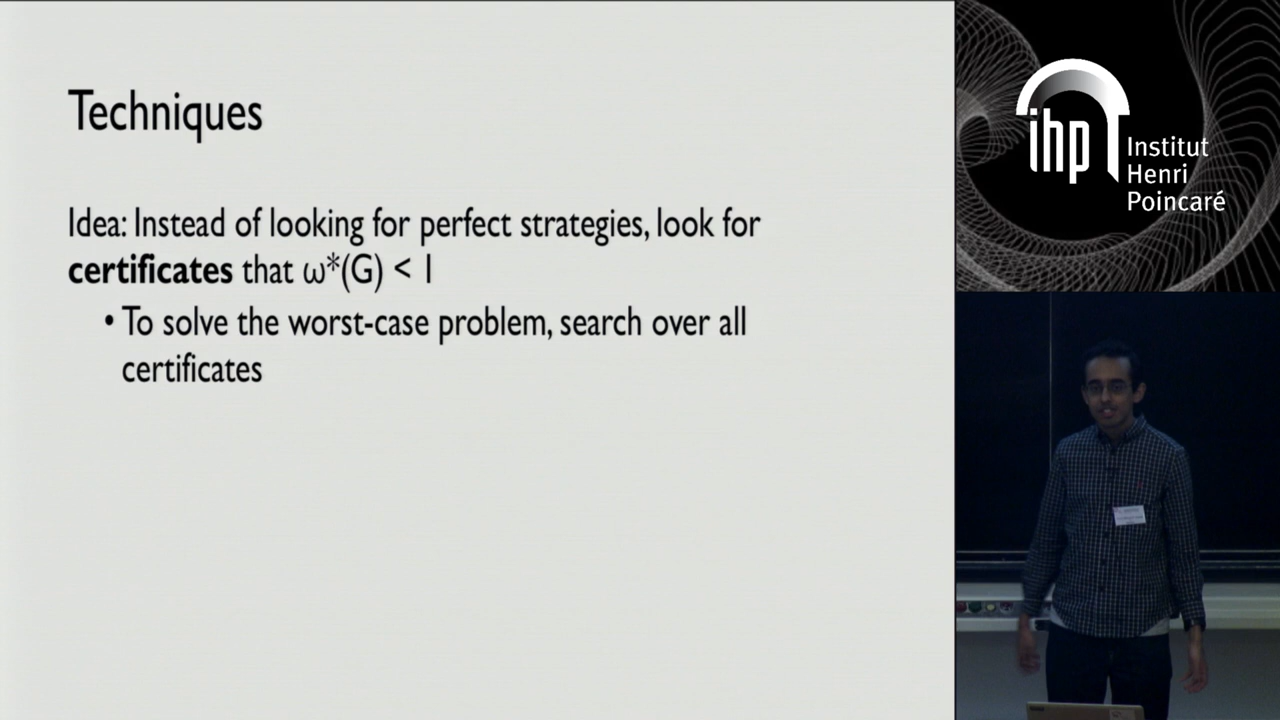 Techniques
Idea: Instead of looking for perfect strategies, look for
certificates that ω*(G) < 1
• To solve the worst-case problem, search over all
certificates
ihp
Institut
Henri
Poincaré